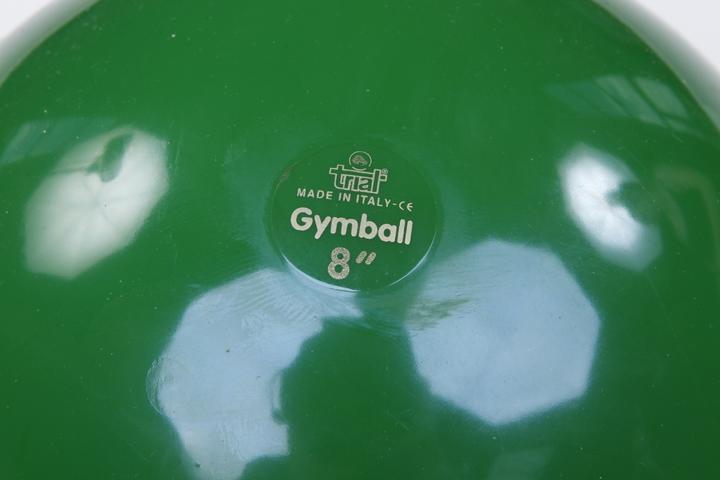 trial®
MADE IN ITALY-CE
Gymball
8"